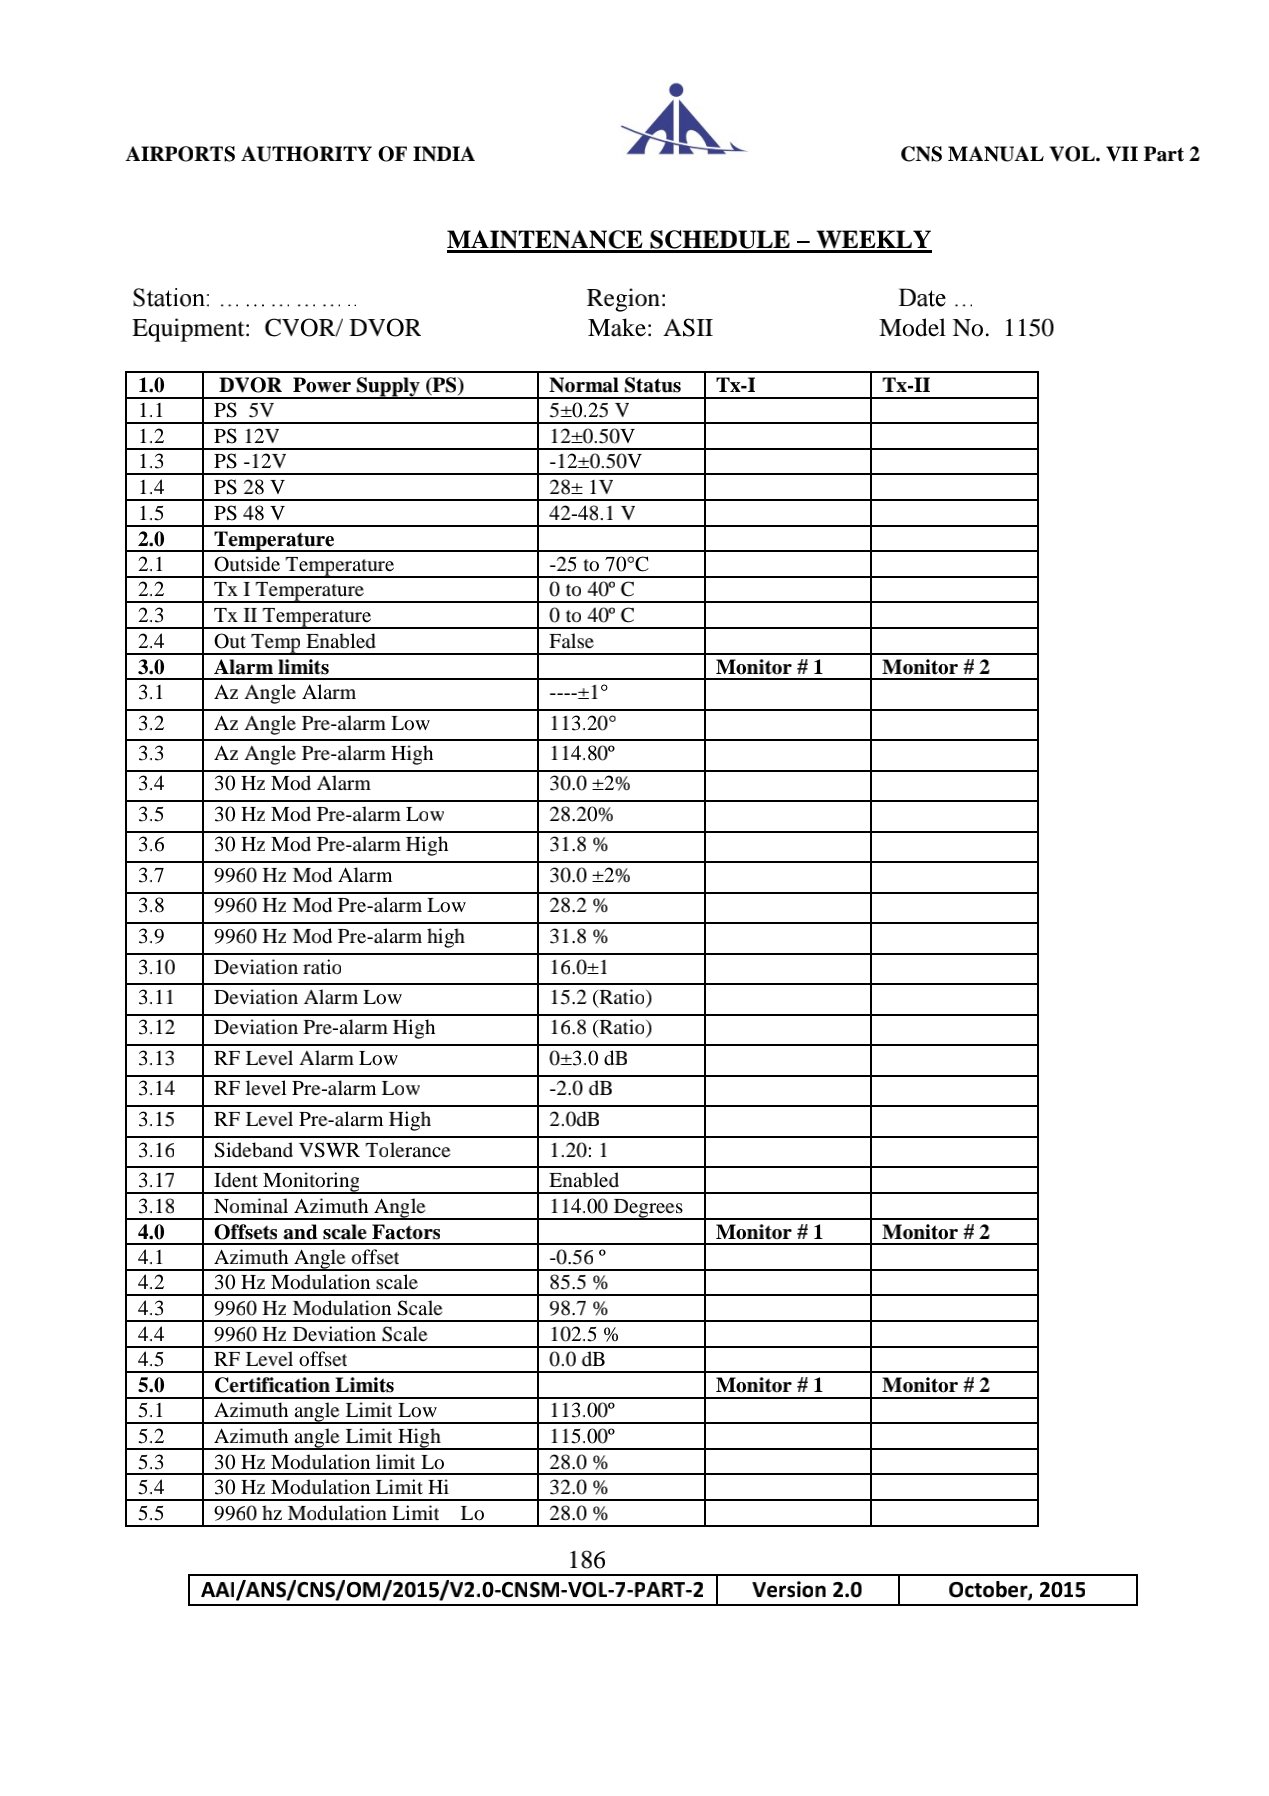 AIRPORTS AUTHORITY OF INDIA CNS MANUAL VOL. VII Part 2
MAINTENANCE SCHEDULE – WEEKLY
Station: …………….. Region: Date …
Equipment: CVOR/ DVOR Make: ASII Model No. 1150
1.0 DVOR Power Supply (PS) Normal Status Tx-I Tx-II
1.1 PS 5V 5±0.25 V
1.2 PS 12V 12±0.50V
1.3 PS -12V -12±0.50V
1.4 PS 28 V 28± 1V
1.5 PS 48 V 42-48.1 V
2.0 Temperature
2.1 Outside Temperature -25 to 70°C
2.2 Tx I Temperature 0 to 40º C
2.3 Tx II Temperature 0 to 40º C
2.4 Out Temp Enabled False
3.0 Alarm limits Monitor # 1 Monitor # 2
3.1 Az Angle Alarm ----±1°
3.2 Az Angle Pre-alarm Low 113.20°
3.3 Az Angle Pre-alarm High 114.80º
3.4 30 Hz Mod Alarm 30.0 ±2%
3.5 30 Hz Mod Pre-alarm Low 28.20%
3.6 30 Hz Mod Pre-alarm High 31.8 %
3.7 9960 Hz Mod Alarm 30.0 ±2%
3.8 9960 Hz Mod Pre-alarm Low 28.2 %
3.9 9960 Hz Mod Pre-alarm high 31.8 %
3.10 Deviation ratio 16.0±1
3.11 Deviation Alarm Low 15.2 (Ratio)
3.12 Deviation Pre-alarm High 16.8 (Ratio)
3.13 RF Level Alarm Low 0±3.0 dB
3.14 RF level Pre-alarm Low -2.0 dB
3.15 RF Level Pre-alarm High 2.0dB
3.16 Sideband VSWR Tolerance 1.20: 1
3.17 Ident Monitoring Enabled
3.18 Nominal Azimuth Angle 114.00 Degrees
4.0 Offsets and scale Factors Monitor # 1 Monitor # 2
4.1 Azimuth Angle offset -0.56 º
4.2 30 Hz Modulation scale 85.5 %
4.3 9960 Hz Modulation Scale 98.7 %
4.4 9960 Hz Deviation Scale 102.5 %
4.5 RF Level offset 0.0 dB
5.0 Certification Limits Monitor # 1 Monitor # 2
5.1 Azimuth angle Limit Low 113.00º
5.2 Azimuth angle Limit High 115.00º
5.3 30 Hz Modulation limit Lo 28.0 %
5.4 30 Hz Modulation Limit Hi 32.0 %
5.5 9960 hz Modulation Limit Lo 28.0 %
186
AAI/ANS/CNS/OM/2015/V2.0-CNSM-VOL-7-PART-2 Version 2.0 October, 2015